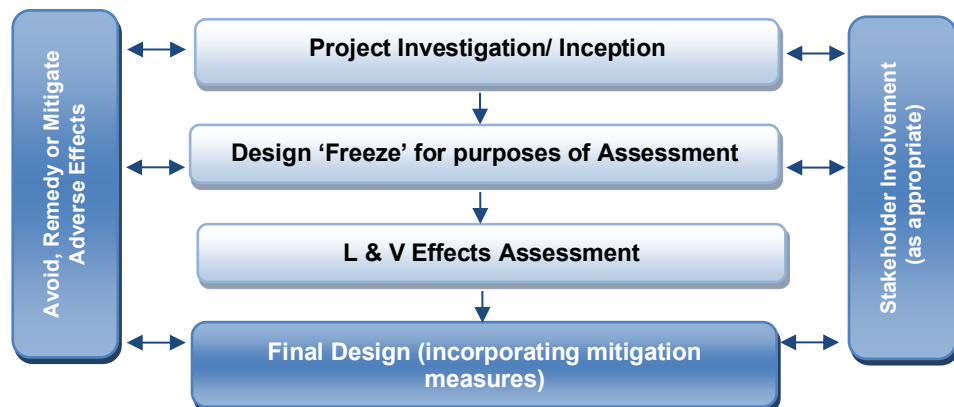 Avoid, Remedy or Mitigate
Adverse Effects
Project Investigation/ Inception
Design ‘Freeze’ for purposes of Assessment
L & V Effects Assessment
Final Design (incorporating mitigation
measures)
Stakeholder Involvement
(as appropriate)